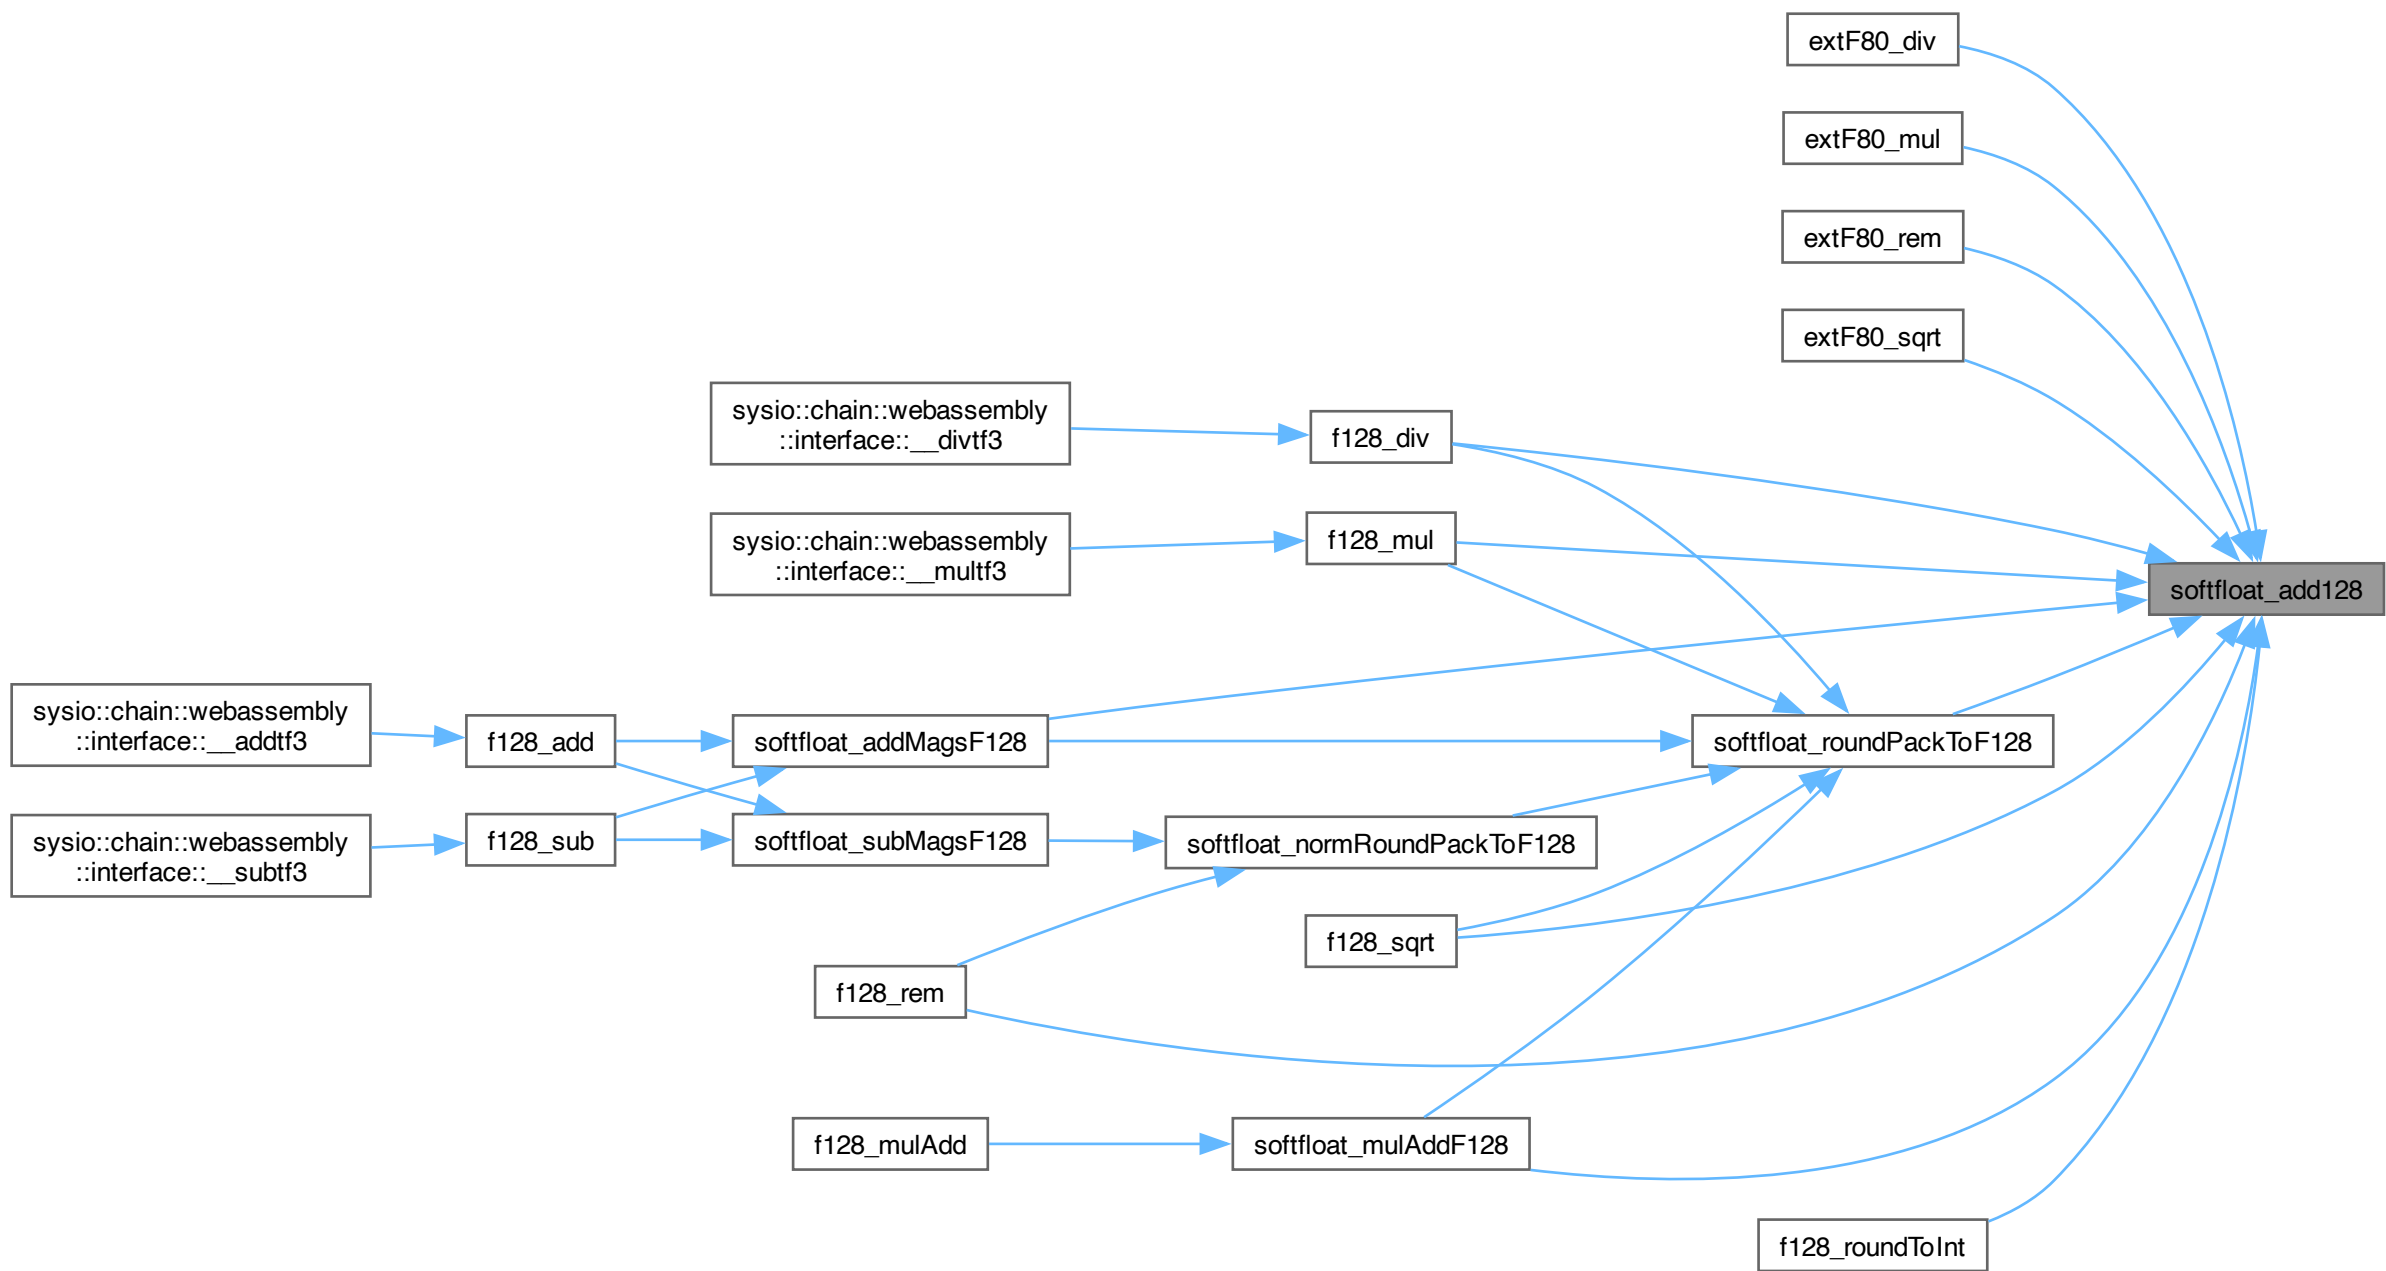 extF80_div
extF80_mul
extF80_rem
extF80_sqrt
sysio::chain::webassembly
::interface::__divtf3
f128_div
sysio::chain::webassembly
::interface::__multf3
f128_mul
softfloat_add128
sysio::chain::webassembly
::interface::__addtf3
f128_add
softfloat_addMagsF128
softfloat_roundPackToF128
sysio::chain::webassembly
::interface::__subtf3
f128_sub
softfloat_subMagsF128
softfloat_normRoundPackToF128
f128_sqrt
f128_rem
f128_mulAdd
softfloat_mulAddF128
f128_roundToInt